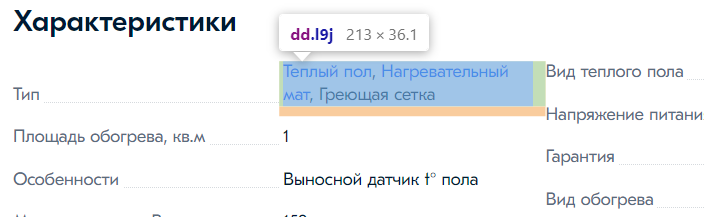 Характеристики
dd.l9j 213 × 36.1
Теплый пол, Нагревательный
мат, Греющая сетка
Тип
Вид теплого пола
Напряжение питани
Площадь обогрева, кв.м 1
Гарантия
Особенности Выносной датчик t° пола
Вид обогрева